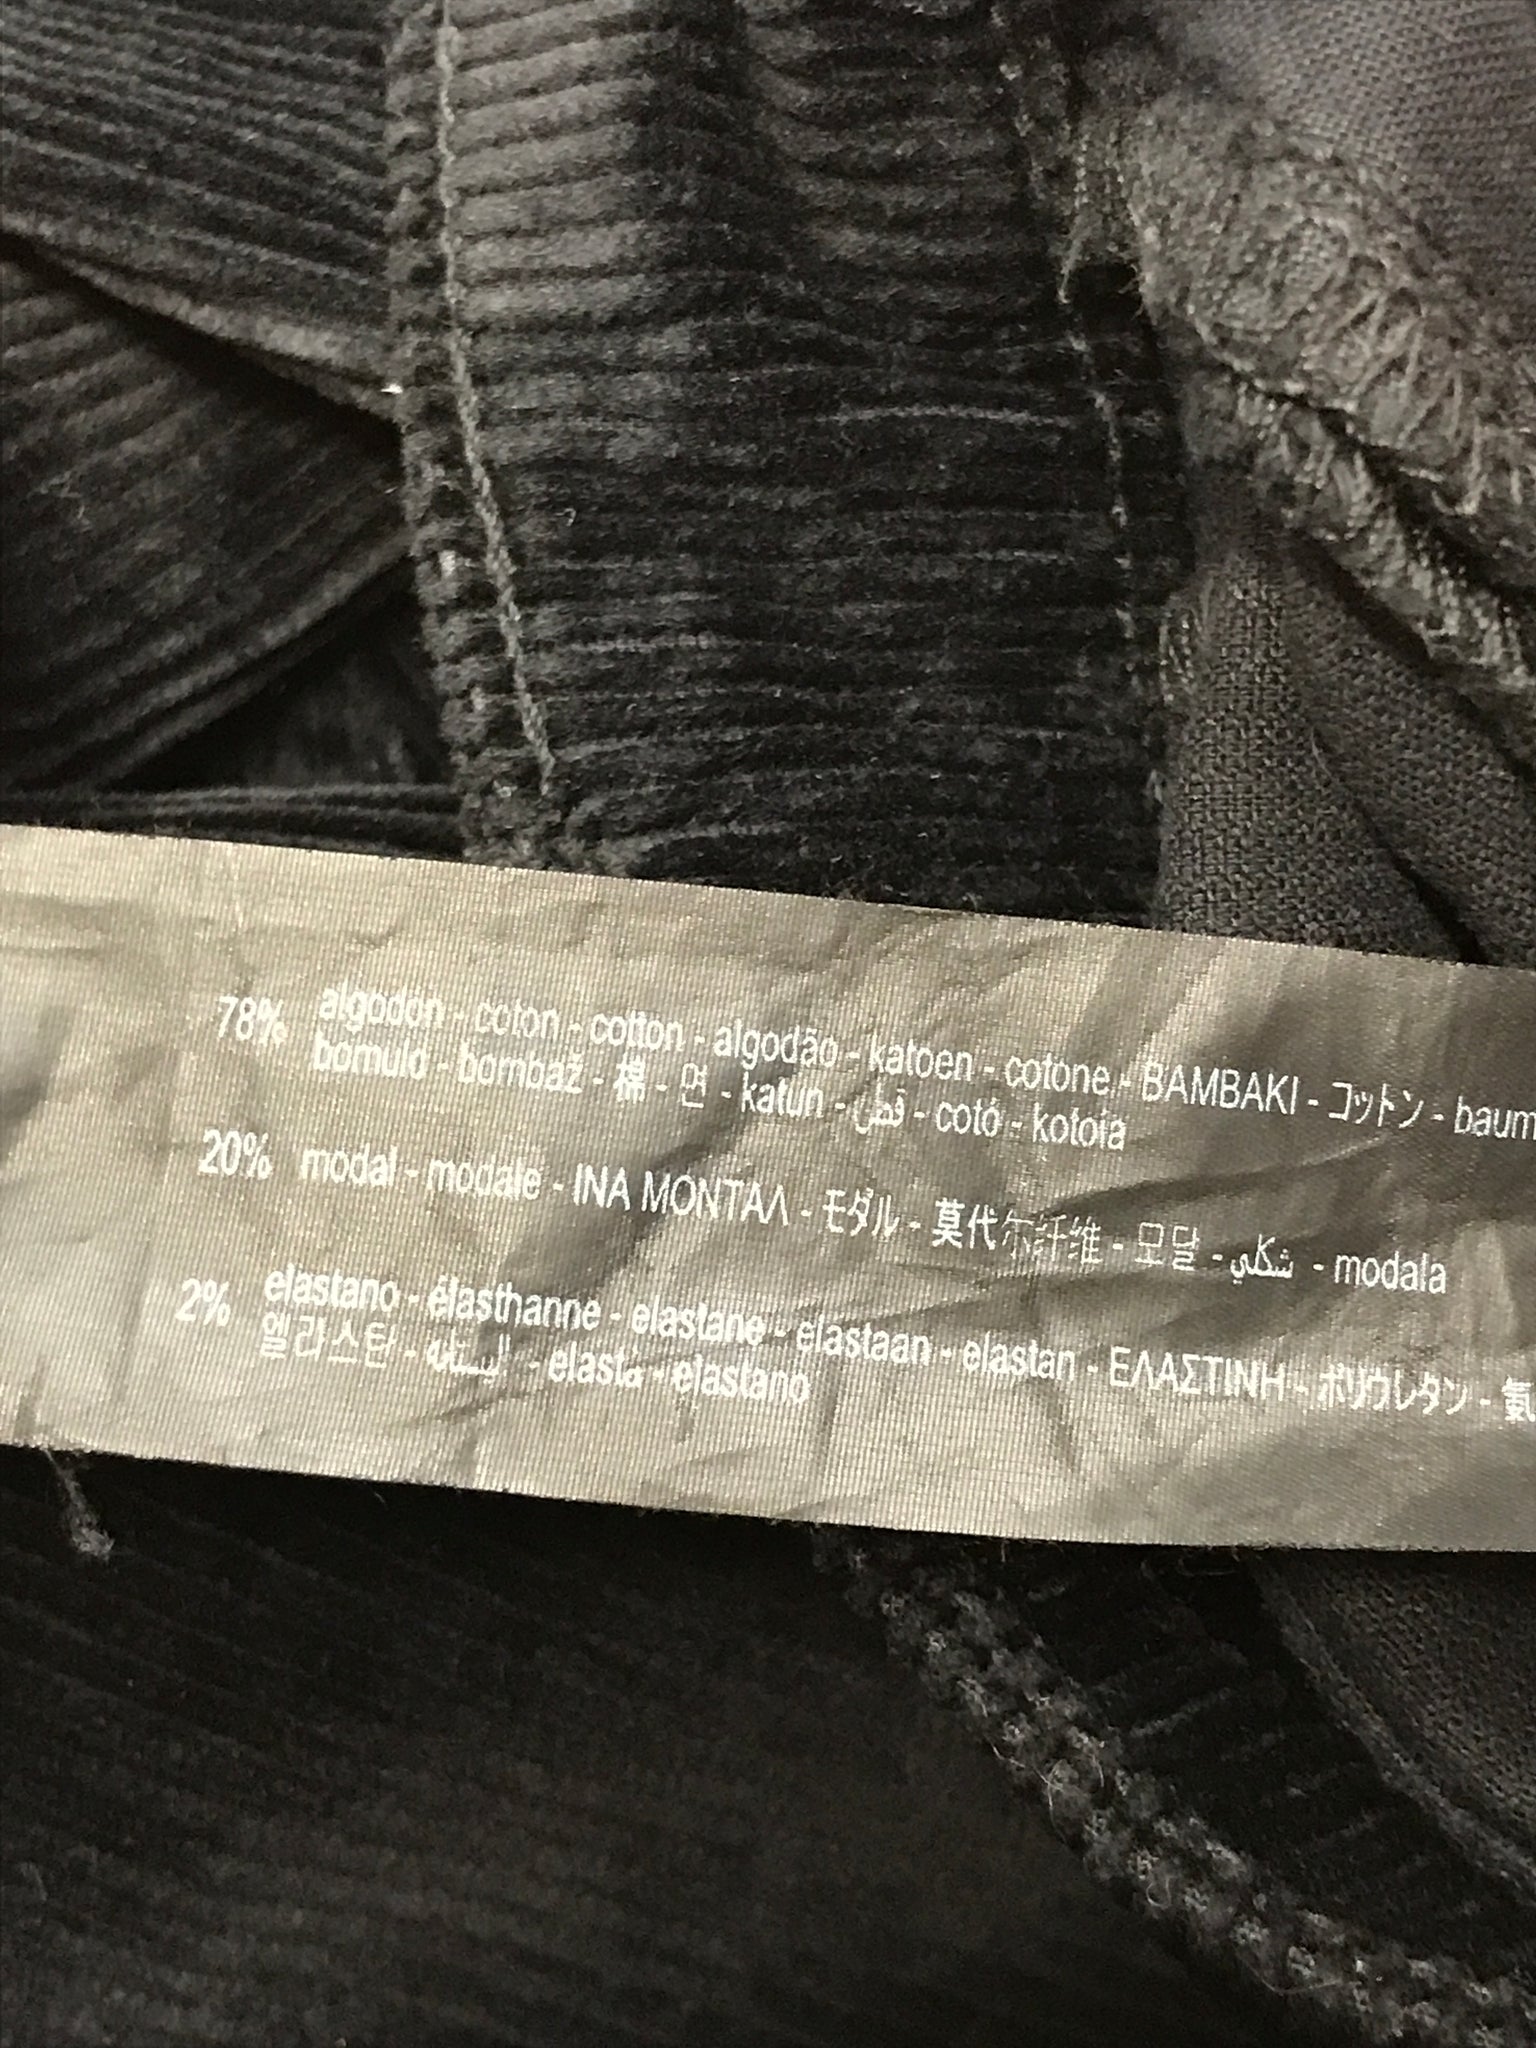 78% algodón - coton - cotton - algodão - katoen - cotone - BAMBAKI - コットン - baum
bomuld - bombaž - 棉 - 면 - katun - قطن - cotó - kotoia
20% modal - modale - INA MONTAΛ - モダル - 莫代尔纤维 - 모달 - شكلي - modala
2% elastano - élasthanne - elastane - elastaan - elastan - ΕΛΑΣΤΙΝΗ - ポリウレタン - 氨
엘라스탄 - - elastà - elastano